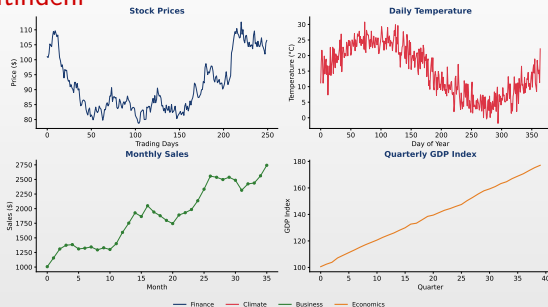 Stock Prices
Price ($)
110
105
100
95
90
85
80
0 50 100 150 200 250
Trading Days
Daily Temperature
Temperature (°C)
30
25
20
15
10
5
0
0 50 100 150 200 250 300 350
Day of Year
Monthly Sales
Sales ($)
2750
2500
2250
2000
1750
1500
1250
1000
0 5 10 15 20 25 30 35
Month
Quarterly GDP Index
GDP Index
180
160
140
120
100
0 5 10 15 20 25 30 35 40
Quarter
Finance Climate Business Economics